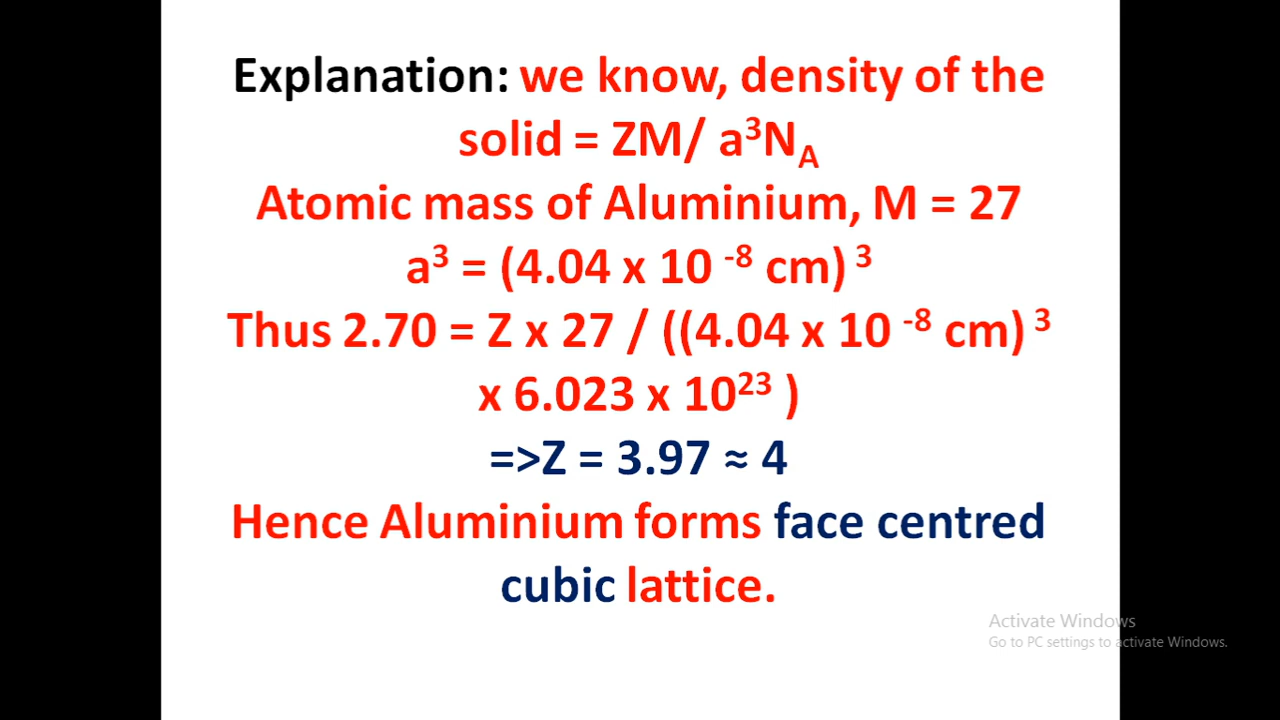 Explanation: we know, density of the
solid = ZM/ a³N_A
Atomic mass of Aluminium, M = 27
a³ = (4.04 x 10 ⁻⁸ cm) ³
Thus 2.70 = Z x 27 / ((4.04 x 10 ⁻⁸ cm) ³
x 6.023 x 10²³ )
=>Z = 3.97 ≈ 4
Hence Aluminium forms face centred
cubic lattice.
Activate Windows
Go to PC settings to activate Windows.